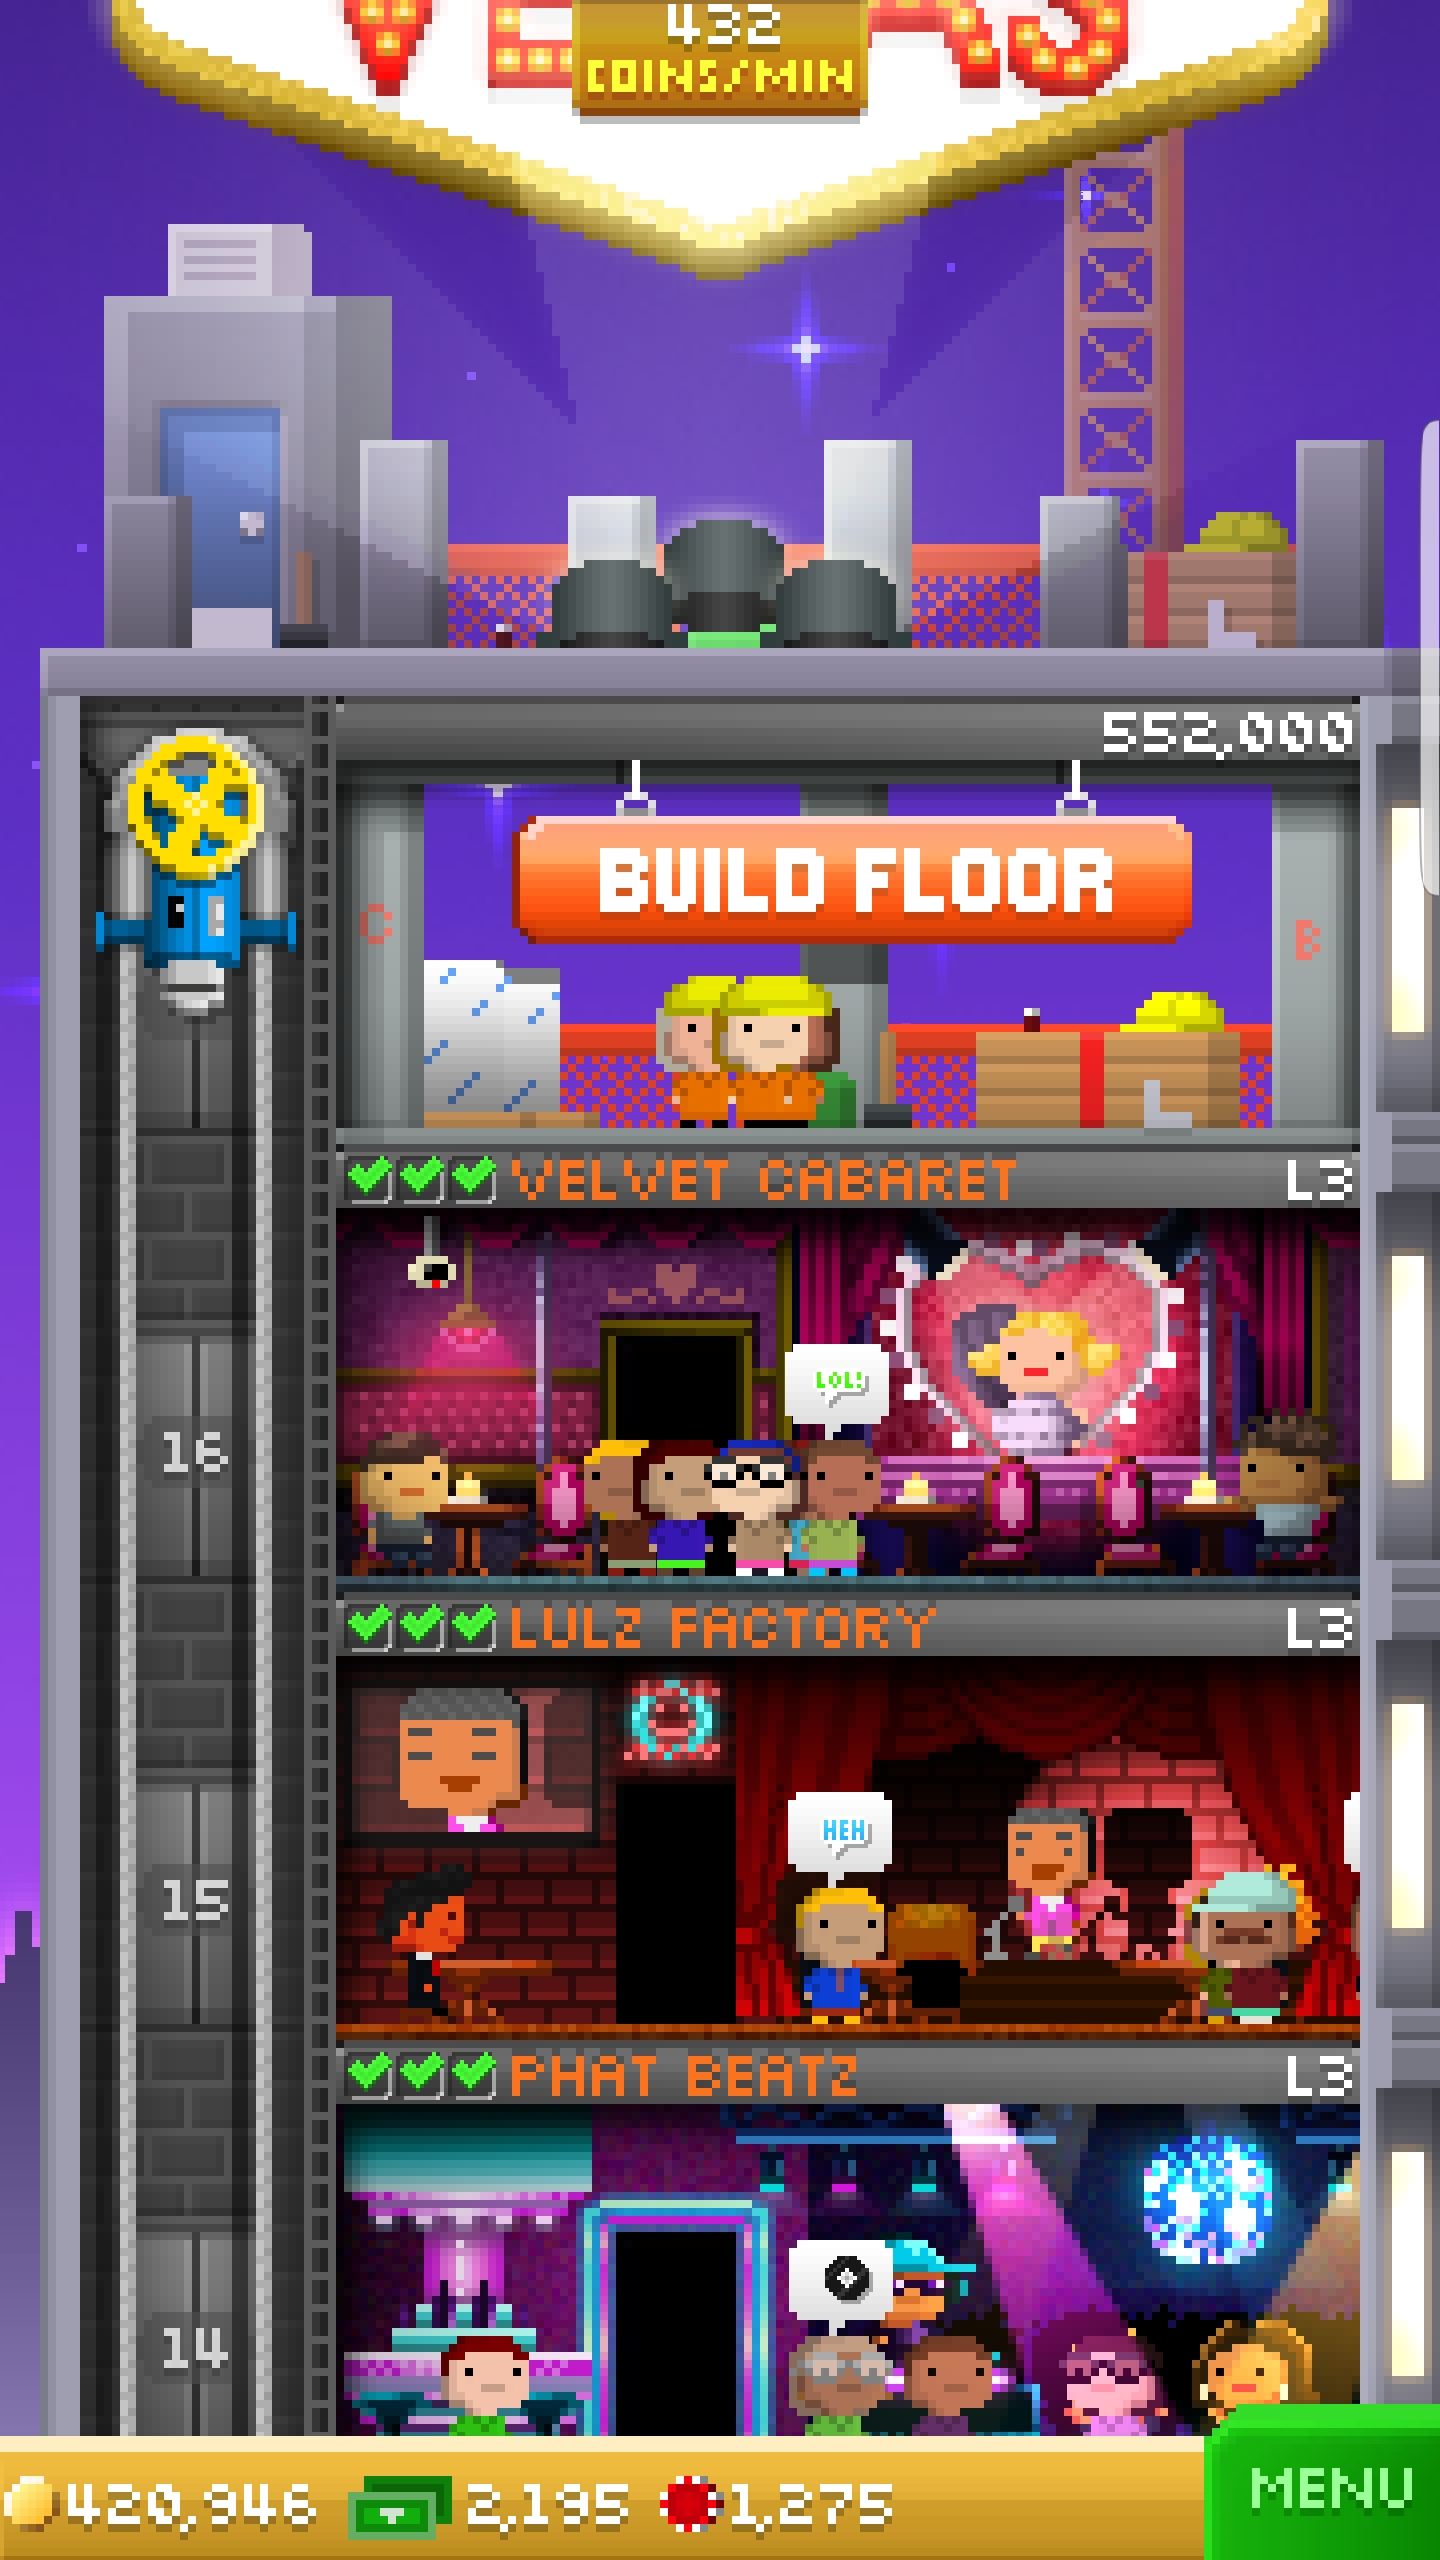 432
COINS/MIN
552,000
BUILD FLOOR
C
B
VELVET CABARET L3
LOL!
16
LULZ FACTORY L3
HEH
15
PHAT BEATZ L3
14
420,946 2,195 1,275
MENU